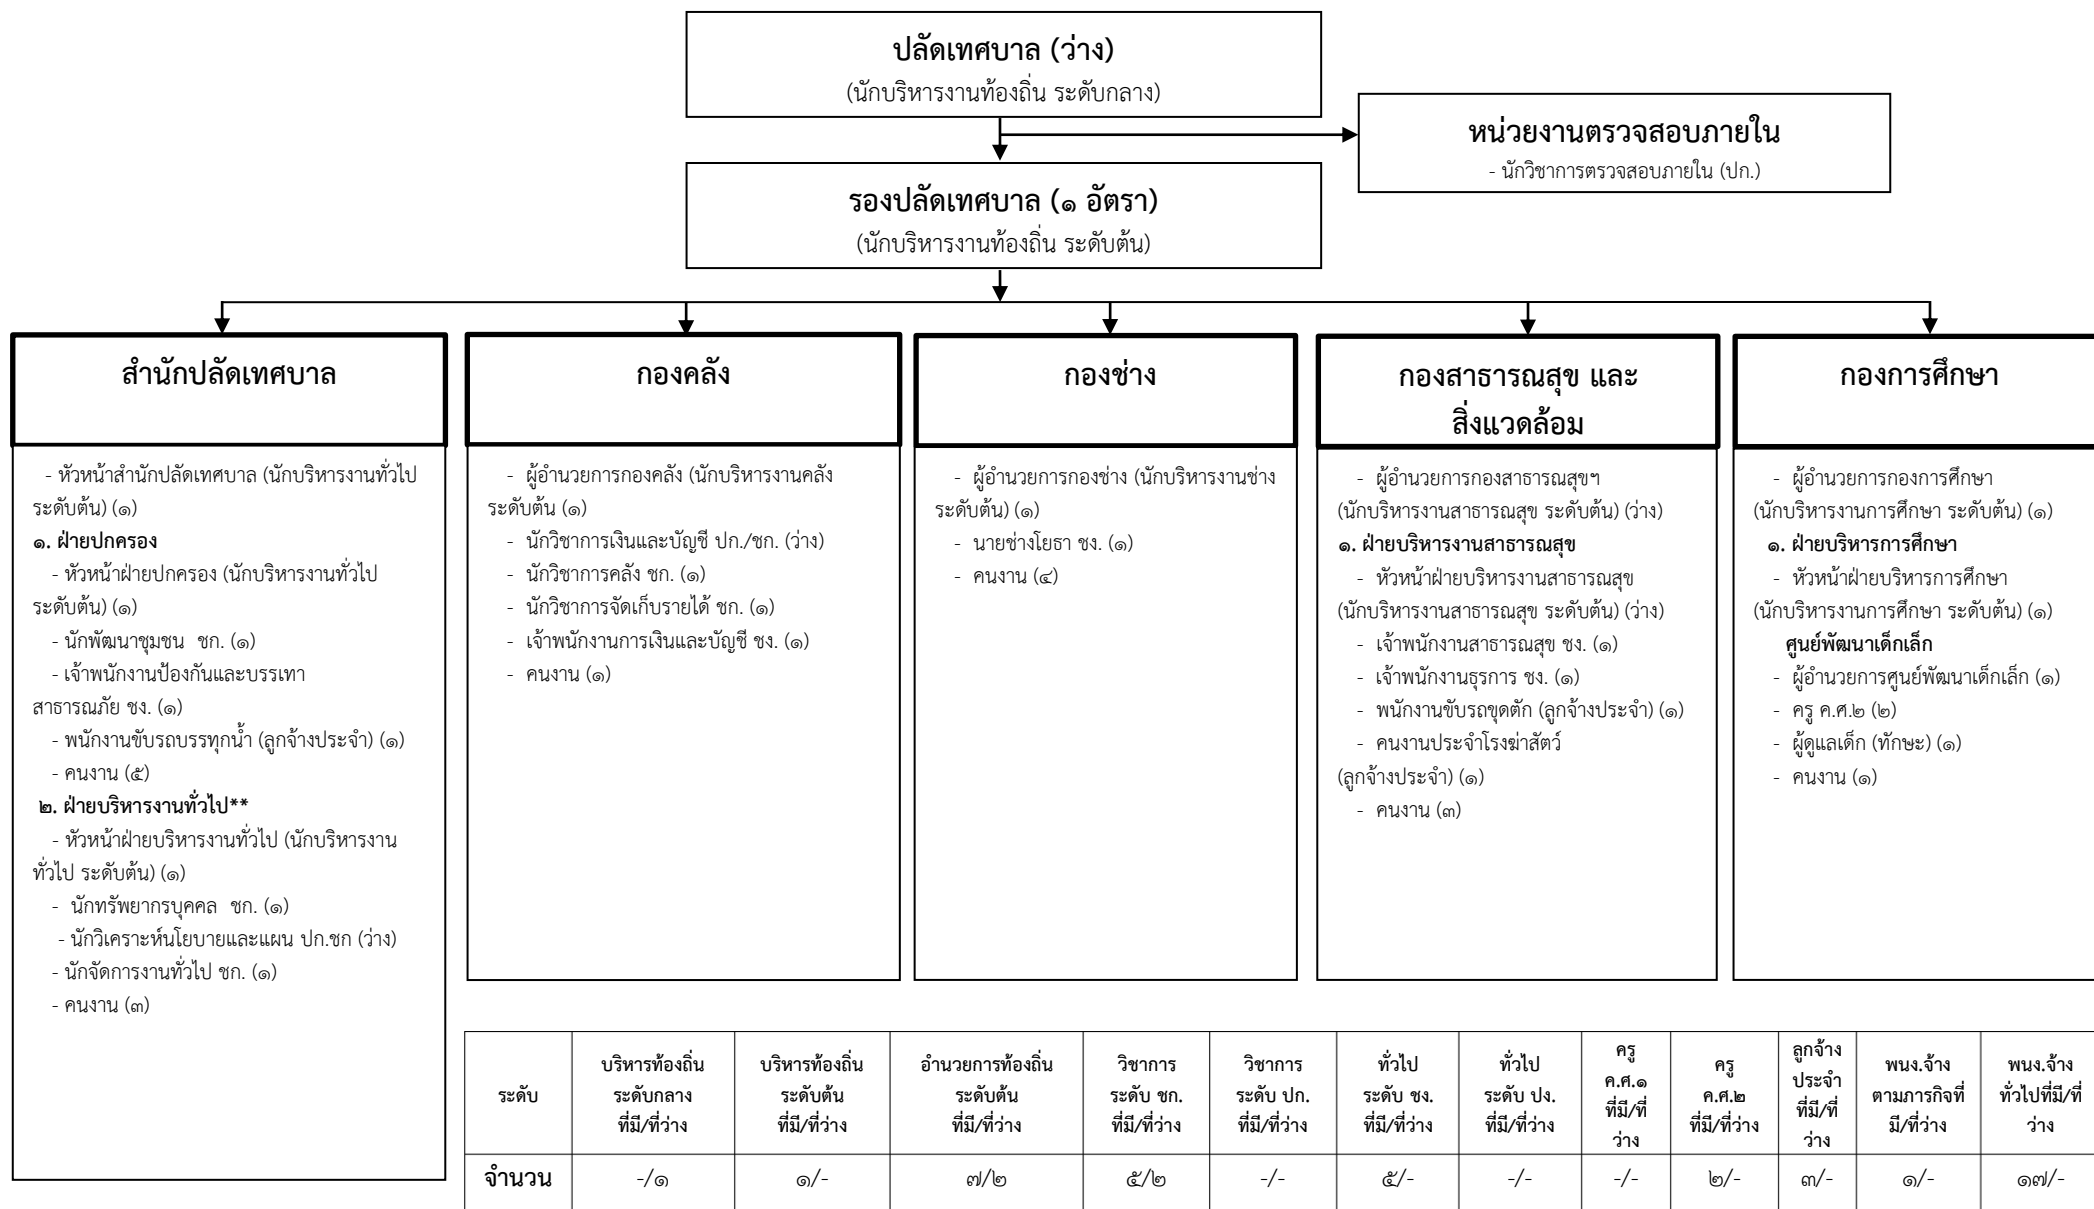 ปลัดเทศบาล (ว่าง)
(นักบริหารงานท้องถิ่น ระดับกลาง)
หน่วยงานตรวจสอบภายใน
- นักวิชาการตรวจสอบภายใน (ปก.)
รองปลัดเทศบาล (๑ อัตรา)
(นักบริหารงานท้องถิ่น ระดับต้น)
สำนักปลัดเทศบาล
- หัวหน้าสำนักปลัดเทศบาล (นักบริหารงานทั่วไป
ระดับต้น) (๑)
๑. ฝ่ายปกครอง
- หัวหน้าฝ่ายปกครอง (นักบริหารงานทั่วไป
ระดับต้น) (๑)
- นักพัฒนาชุมชน ชก. (๑)
- เจ้าพนักงานป้องกันและบรรเทา
สาธารณภัย ชง. (๑)
- พนักงานขับรถบรรทุกน้ำ (ลูกจ้างประจำ) (๑)
- คนงาน (๕)
๒. ฝ่ายบริหารงานทั่วไป**
- หัวหน้าฝ่ายบริหารงานทั่วไป (นักบริหารงาน
ทั่วไป ระดับต้น) (๑)
- นักทรัพยากรบุคคล ชก. (๑)
- นักวิเคราะห์นโยบายและแผน ปก.ชก (ว่าง)
- นักจัดการงานทั่วไป ชก. (๑)
- คนงาน (๓)
กองคลัง
- ผู้อำนวยการกองคลัง (นักบริหารงานคลัง
ระดับต้น (๑)
- นักวิชาการเงินและบัญชี ปก./ชก. (ว่าง)
- นักวิชาการคลัง ชก. (๑)
- นักวิชาการจัดเก็บรายได้ ชก. (๑)
- เจ้าพนักงานการเงินและบัญชี ชง. (๑)
- คนงาน (๑)
กองช่าง
- ผู้อำนวยการกองช่าง (นักบริหารงานช่าง
ระดับต้น) (๑)
- นายช่างโยธา ชง. (๑)
- คนงาน (๔)
กองสาธารณสุข และ
สิ่งแวดล้อม
- ผู้อำนวยการกองสาธารณสุขฯ
(นักบริหารงานสาธารณสุข ระดับต้น) (ว่าง)
๑. ฝ่ายบริหารงานสาธารณสุข
- หัวหน้าฝ่ายบริหารงานสาธารณสุข
(นักบริหารงานสาธารณสุข ระดับต้น) (ว่าง)
- เจ้าพนักงานสาธารณสุข ชง. (๑)
- เจ้าพนักงานธุรการ ชง. (๑)
- พนักงานขับรถขุดตัก (ลูกจ้างประจำ) (๑)
- คนงานประจำโรงฆ่าสัตว์
(ลูกจ้างประจำ) (๑)
- คนงาน (๓)
กองการศึกษา
- ผู้อำนวยการกองการศึกษา
(นักบริหารงานการศึกษา ระดับต้น) (๑)
๑. ฝ่ายบริหารการศึกษา
- หัวหน้าฝ่ายบริหารการศึกษา
(นักบริหารงานการศึกษา ระดับต้น) (๑)
ศูนย์พัฒนาเด็กเล็ก
- ผู้อำนวยการศูนย์พัฒนาเด็กเล็ก (๑)
- ครู ค.ศ.๒ (๒)
- ผู้ดูแลเด็ก (ทักษะ) (๑)
- คนงาน (๑)
ระดับ
บริหารท้องถิ่น
ระดับกลาง
ที่มี/ที่ว่าง
บริหารท้องถิ่น
ระดับต้น
ที่มี/ที่ว่าง
อำนวยการท้องถิ่น
ระดับต้น
ที่มี/ที่ว่าง
วิชาการ
ระดับ ชก.
ที่มี/ที่ว่าง
วิชาการ
ระดับ ปก.
ที่มี/ที่ว่าง
ทั่วไป
ระดับ ชง.
ที่มี/ที่ว่าง
ทั่วไป
ระดับ ปง.
ที่มี/ที่ว่าง
ครู
ค.ศ.๑
ที่มี/ที่
ว่าง
ครู
ค.ศ.๒
ที่มี/ที่ว่าง
ลูกจ้าง
ประจำ
ที่มี/ที่
ว่าง
พนง.จ้าง
ตามภารกิจที่
มี/ที่ว่าง
พนง.จ้าง
ทั่วไปที่มี/ที่
ว่าง
จำนวน -/๑ ๑/- ๗/๒ ๕/๒ -/- ๕/- -/- -/- ๒/- ๓/- ๑/- ๑๗/-